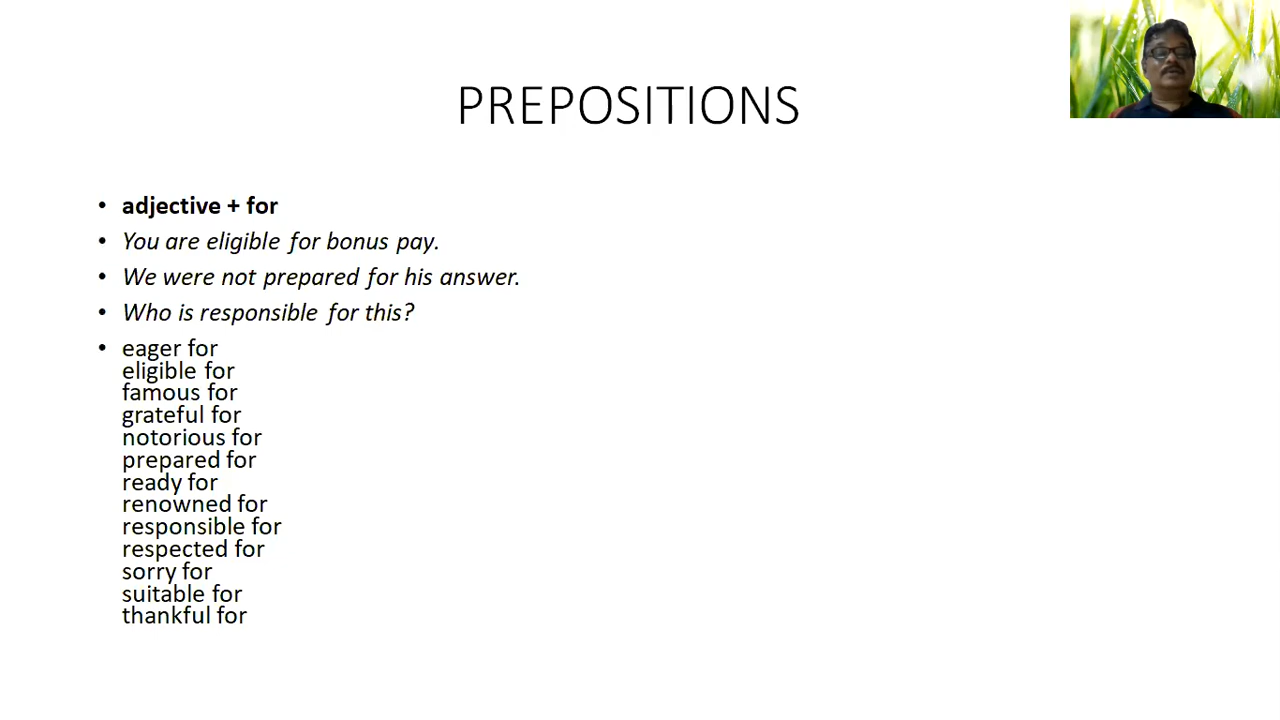 PREPOSITIONS
• adjective + for
• You are eligible for bonus pay.
• We were not prepared for his answer.
• Who is responsible for this?
• eager for
eligible for
famous for
grateful for
notorious for
prepared for
ready for
renowned for
responsible for
respected for
sorry for
suitable for
thankful for